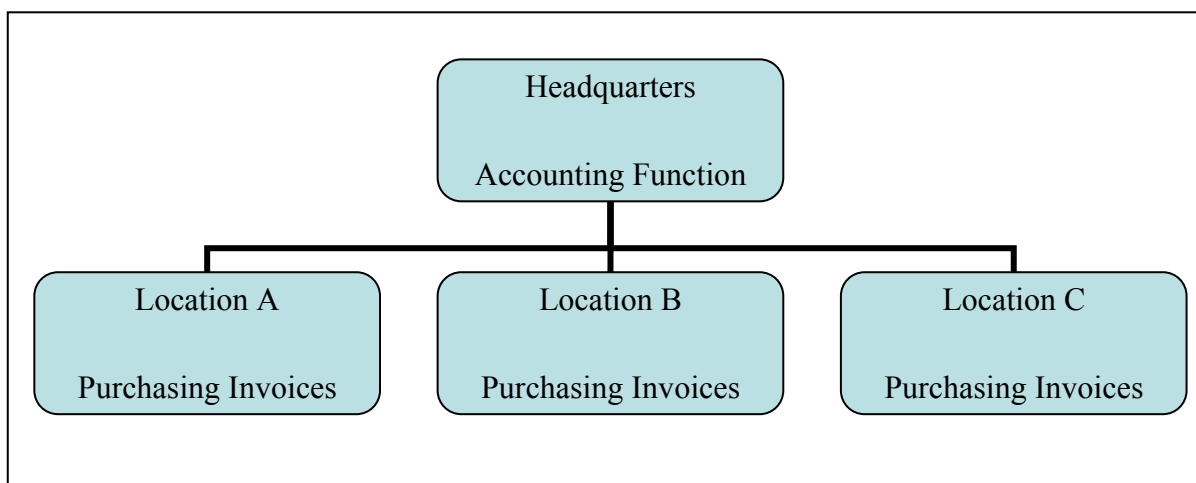 Headquarters
Accounting Function
Location A
Purchasing Invoices
Location B
Purchasing Invoices
Location C
Purchasing Invoices